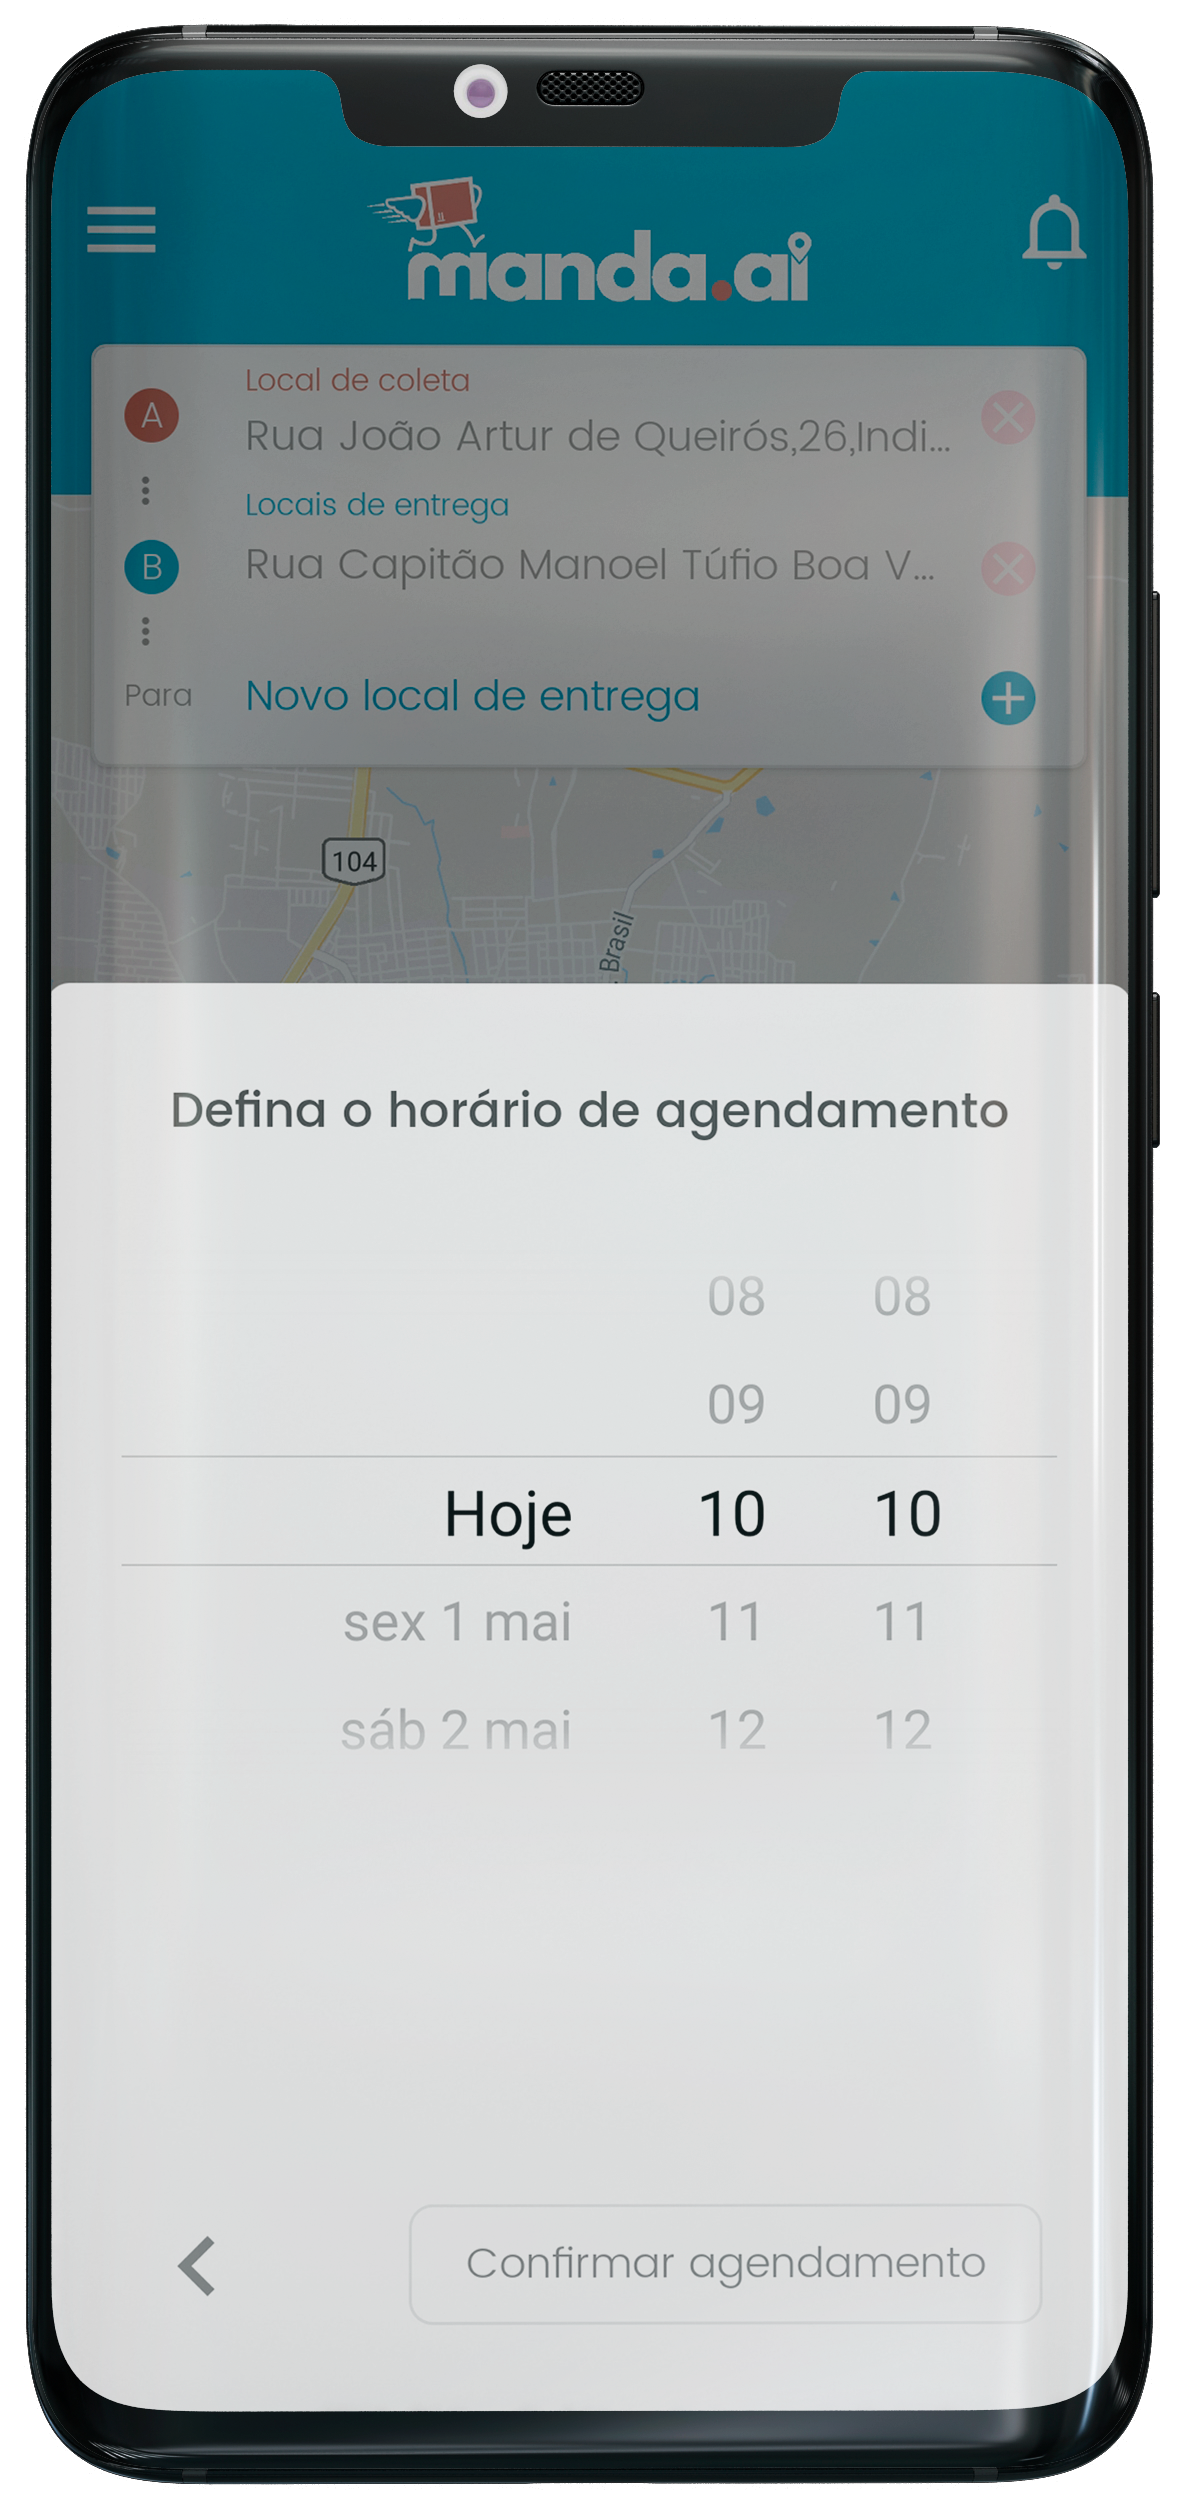 manda.ai
Local de coleta
A
Rua João Artur de Queirós,26,Indi...
Locais de entrega
B
Rua Capitão Manoel Túfio Boa V...
Para Novo local de entrega
104
Brasil
Defina o horário de agendamento
08 08
09 09
Hoje 10 10
sex 1 mai 11 11
sáb 2 mai 12 12
Confirmar agendamento